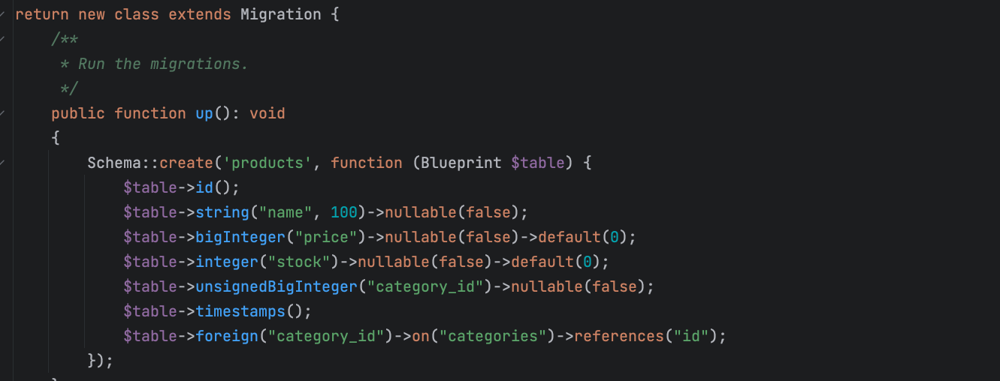 return new class extends Migration {
    /**
     * Run the migrations.
     */
    public function up(): void
    {
        Schema::create('products', function (Blueprint $table) {
            $table->id();
            $table->string("name", 100)->nullable(false);
            $table->bigInteger("price")->nullable(false)->default(0);
            $table->integer("stock")->nullable(false)->default(0);
            $table->unsignedBigInteger("category_id")->nullable(false);
            $table->timestamps();
            $table->foreign("category_id")->on("categories")->references("id");
        });